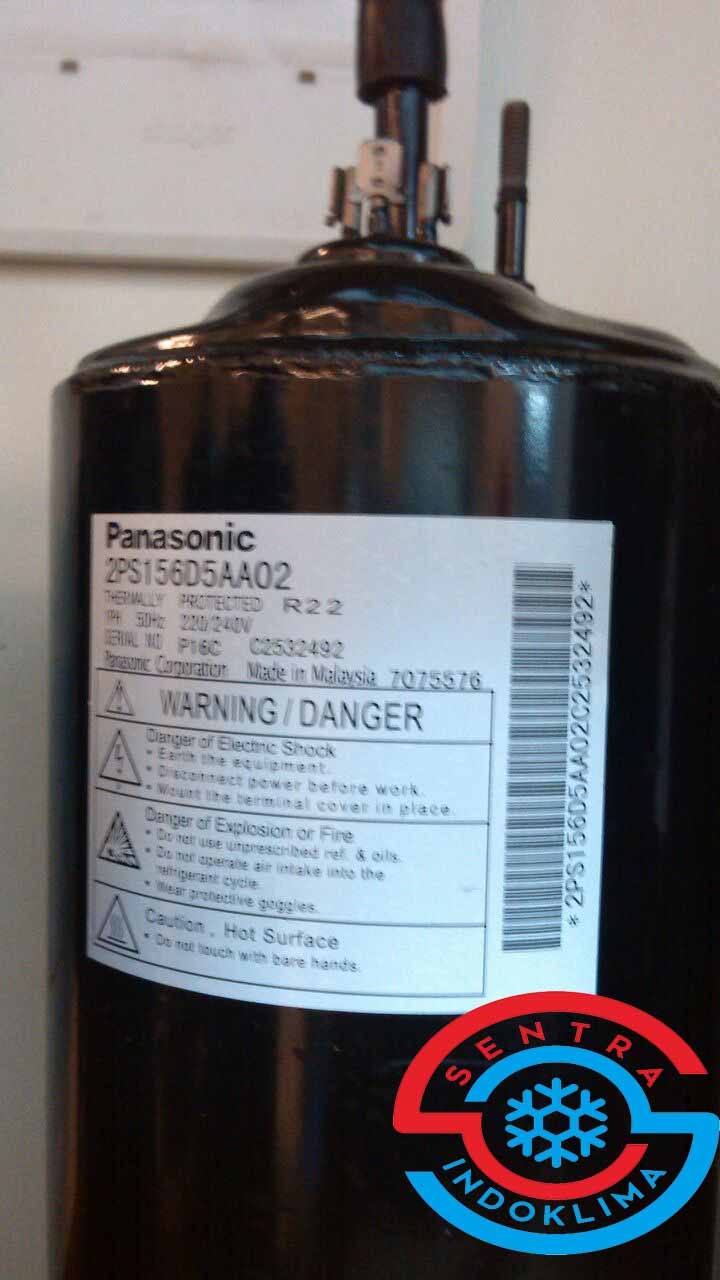 Panasonic
2PS156D5AA02
THERMALLY PROTECTED R22
1PH 50Hz 220/240V
SERIAL NO P16C C2532492
Panasonic Corporation Made in Malaysia 7075576
WARNING / DANGER
Danger of Electric Shock
* Earth the equipment.
* Disconnect power before work.
* Mount the terminal cover in place.
Danger of Explosion or Fire
* Do not use unprescribed ref. & oils.
* Do not operate air intake into the
refrigerant cycle.
* Wear protective goggles.
Caution . Hot Surface
* Do not touch with bare hands.
*2PS156D5AA02C2532492*
SENTRA
INDOKLIMA